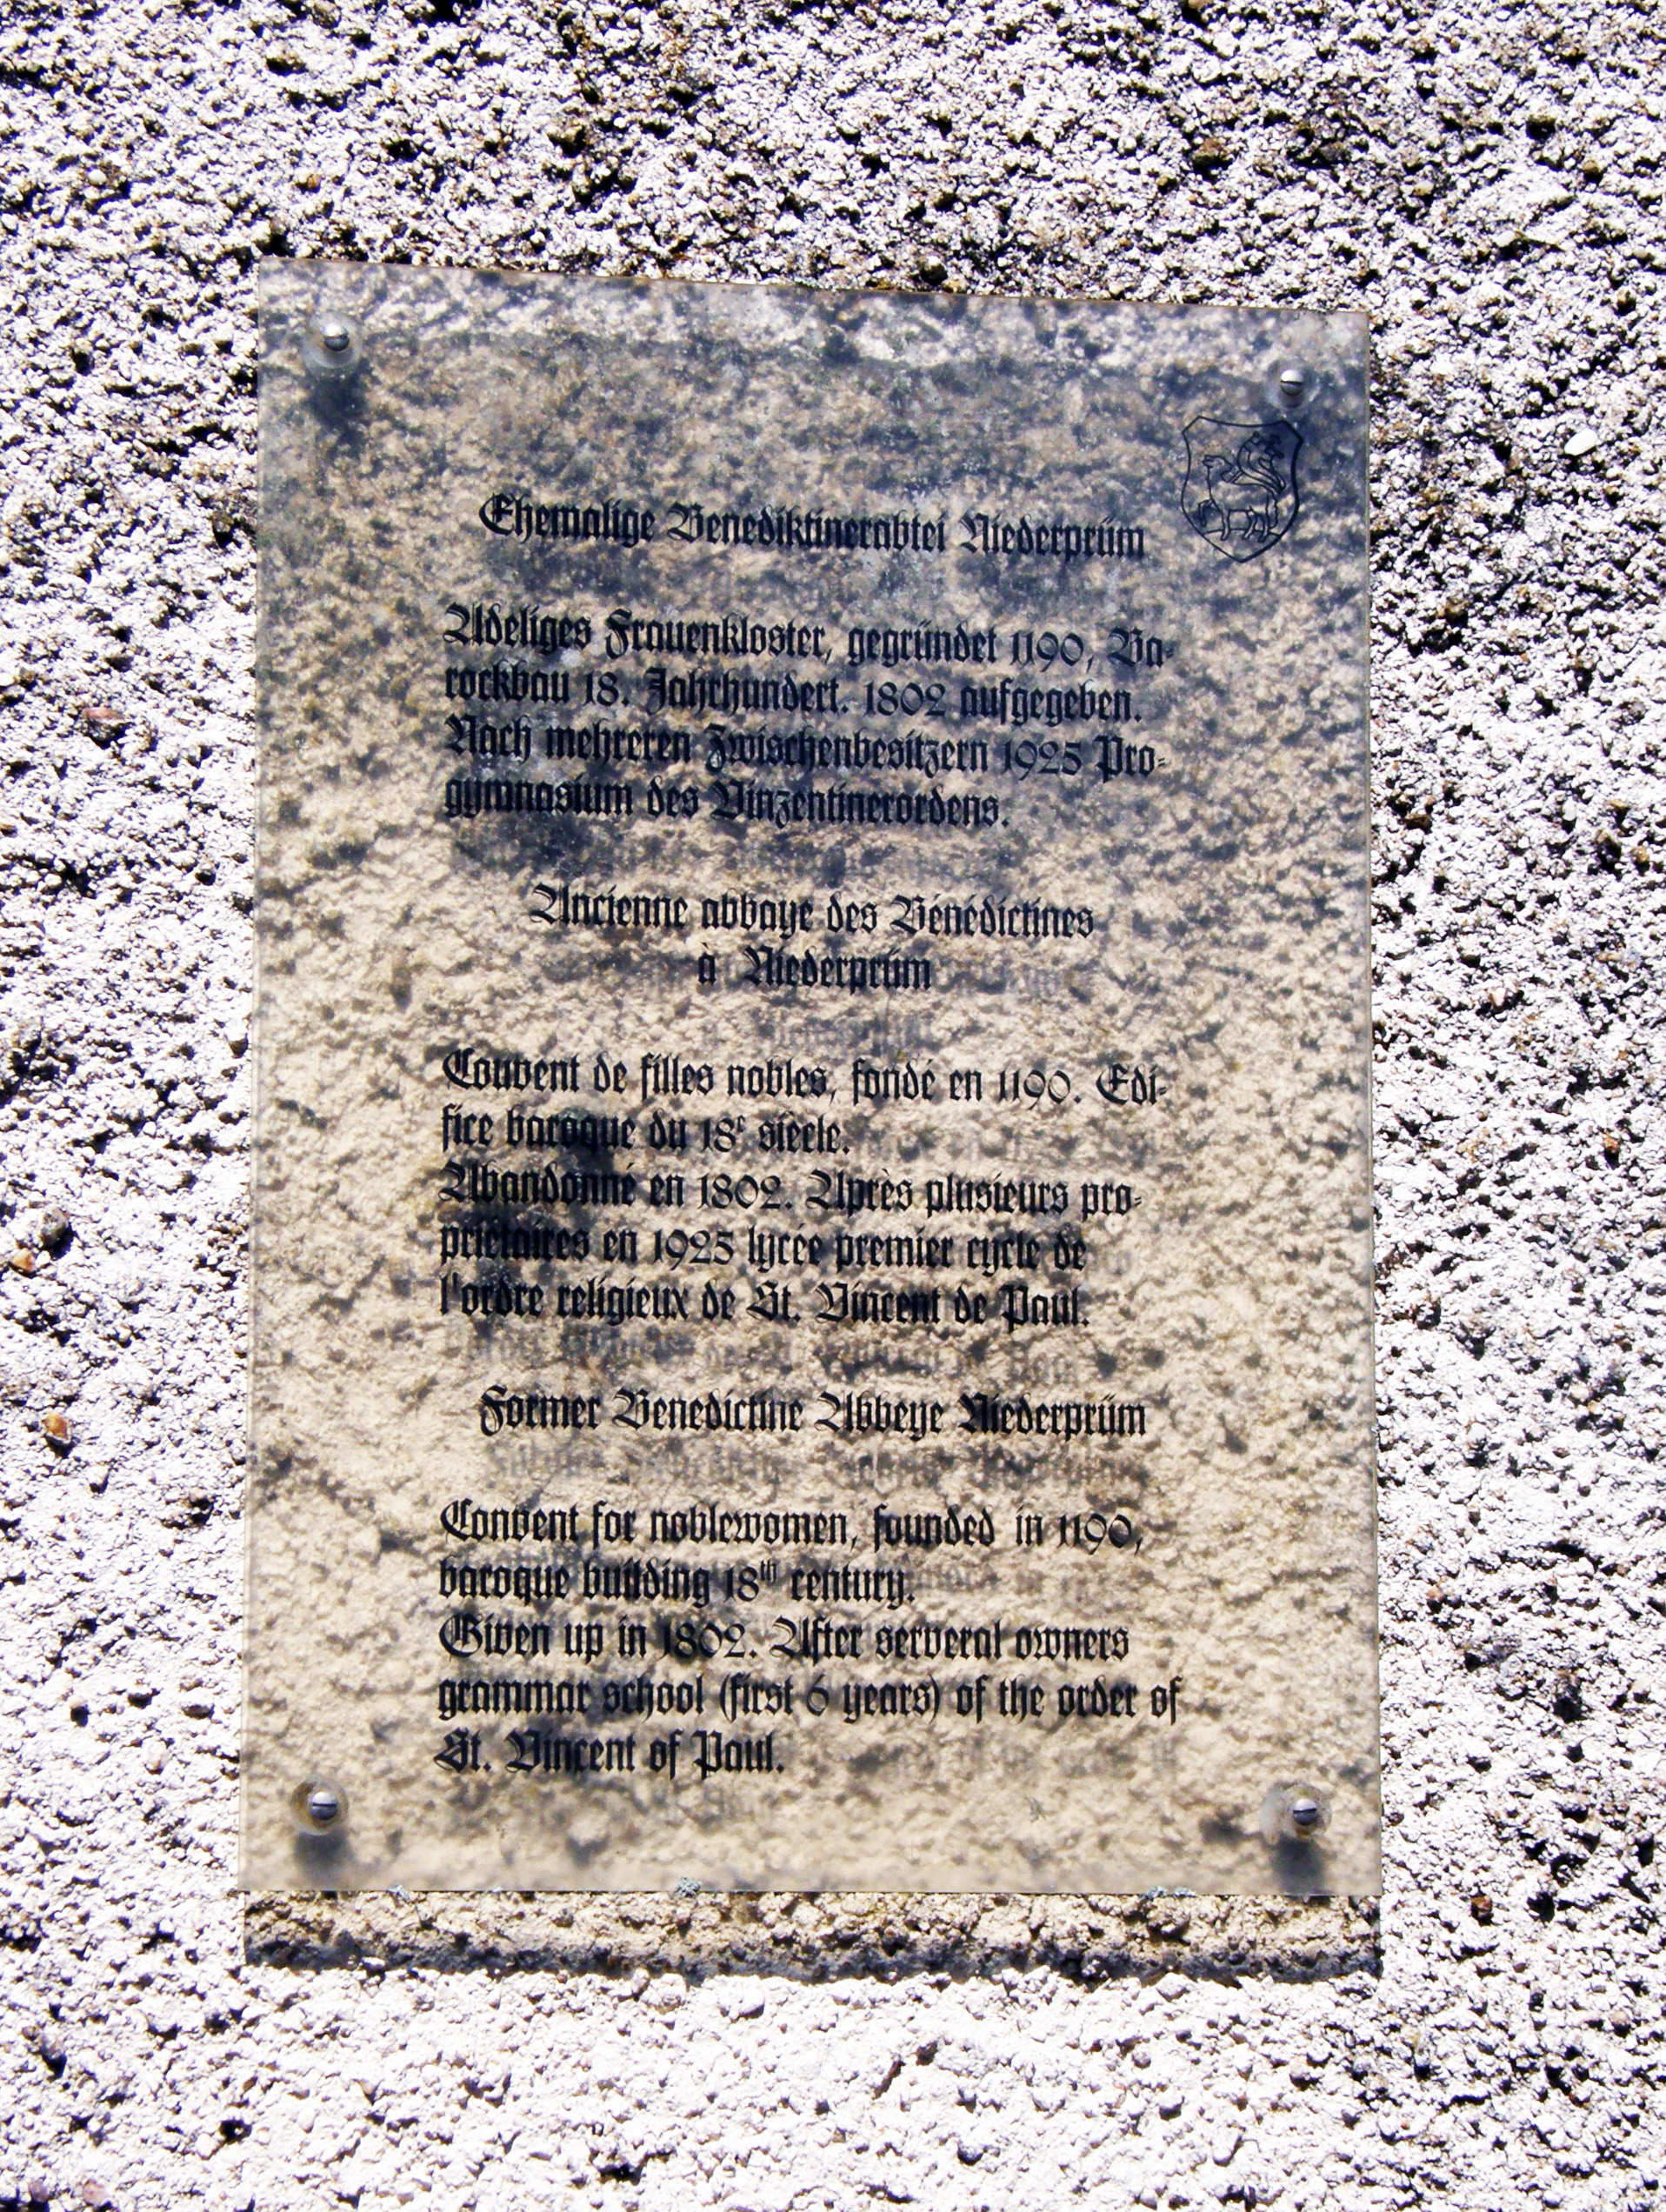 Ehemalige Benediktinerabtei Niederprüm
Adeliges Frauenkloster, gegründet 1190, Ba-
rockbau 18. Jahrhundert. 1802 aufgegeben.
Nach mehreren Zwischenbesitzern 1925 Pro-
gymnasium des Vinzentinerordens.
Ancienne abbaye des Bénédictines
à Niederprüm
Couvent de filles nobles, fondé en 1190. Edi-
fice baroque du 18e siècle.
Abandonné en 1802. Après plusieurs pro-
priétaires en 1925 lycée premier cycle de
l'ordre religieux de St. Vincent de Paul.
Former Benedictine Abbeye Niederprüm
Convent for noblewomen, founded in 1190,
baroque building 18th century.
Given up in 1802. After serveral owners
grammar school (first 6 years) of the order of
St. Vincent of Paul.